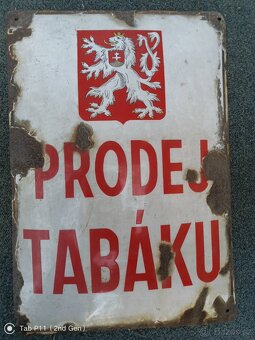 PRODEJ
TABÁKU
Tab P11 ( 2nd Gen )